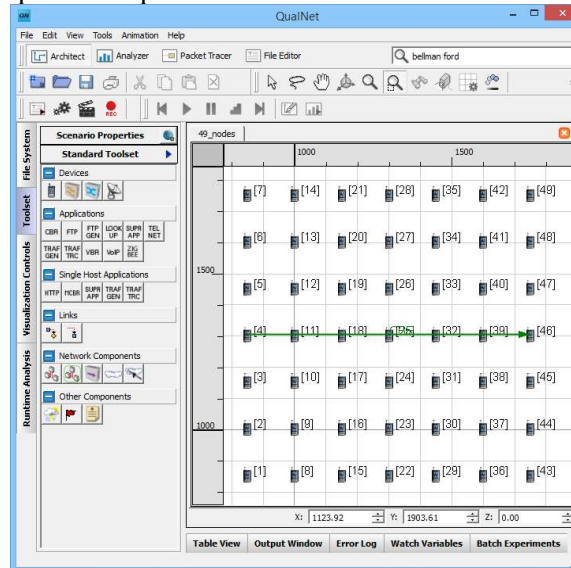 QualNet
File Edit View Tools Animation Help
Architect Analyzer Packet Tracer File Editor bellman ford
REC
File System
Toolset
Visualization Controls
Runtime Analysis
Scenario Properties
Standard Toolset
Devices
Applications
CBR FTP FTP GEN LOOK UP SUPR APP TEL NET
TRAF GEN TRAF TRC VBR VoIP ZIG BEE
Single Host Applications
HTTP MCBR SUPR APP TRAF GEN TRAF TRC
Links
Network Components
Other Components
49_nodes
1000 1500
[7] [14] [21] [28] [35] [42] [49]
[6] [13] [20] [27] [34] [41] [48]
1500
[5] [12] [19] [26] [33] [40] [47]
[4] [11] [18] [32] [39] [46]
[3] [10] [17] [24] [31] [38] [45]
1000
[2] [9] [16] [23] [30] [37] [44]
[1] [8] [15] [22] [29] [36] [43]
X: 1123.92 Y: 1903.61 Z: 0.00
Table View Output Window Error Log Watch Variables Batch Experiments